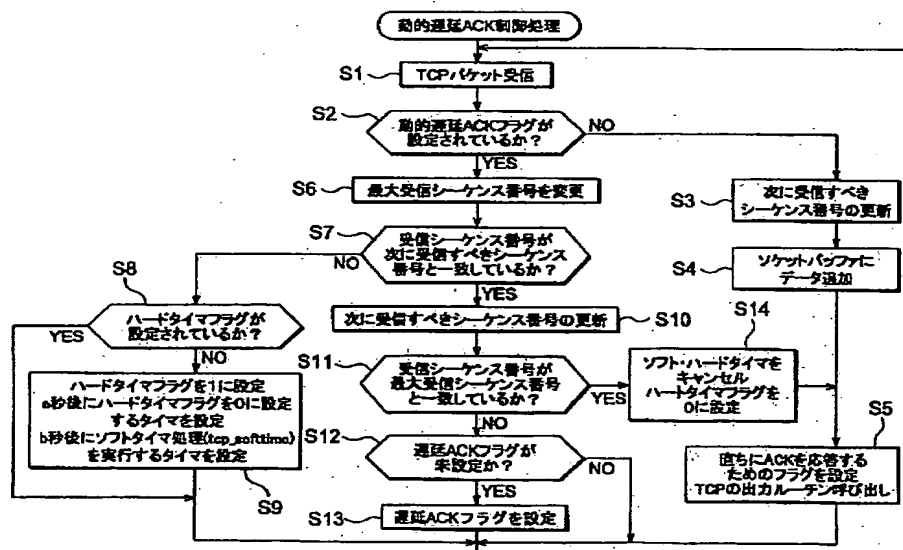 動的遅延ACK制御処理
S1
TCPパケット受信
S2
動的遅延ACKフラグが
設定されているか?
NO
YES
S6
最大受信シーケンス番号を変更
S3
次に受信すべき
シーケンス番号の更新
S7
受信シーケンス番号が
次に受信すべきシーケンス
番号と一致しているか?
NO
YES
S4
ソケットバッファに
データ追加
S8
ハードタイマフラグが
設定されているか?
YES
NO
次に受信すべきシーケンス番号の更新
S10
S14
ソフト・ハードタイマを
キャンセル
ハートタイマフラグを
0に設定
S11
受信シーケンス番号が
最大受信シーケンス番号
と一致しているか?
YES
NO
ハードタイマフラグを1に設定
a秒後にハードタイマフラグを0に設定
するタイマを設定
b秒後にソフトタイマ処理(tcp_softtimo)
を実行するタイマを設定
S9
S12
遅延ACKフラグが
未設定か?
NO
YES
S5
直ちにACKを応答する
ためのフラグを設定
TCPの出力ルーチン呼び出し
S13
遅延ACKフラグを設定